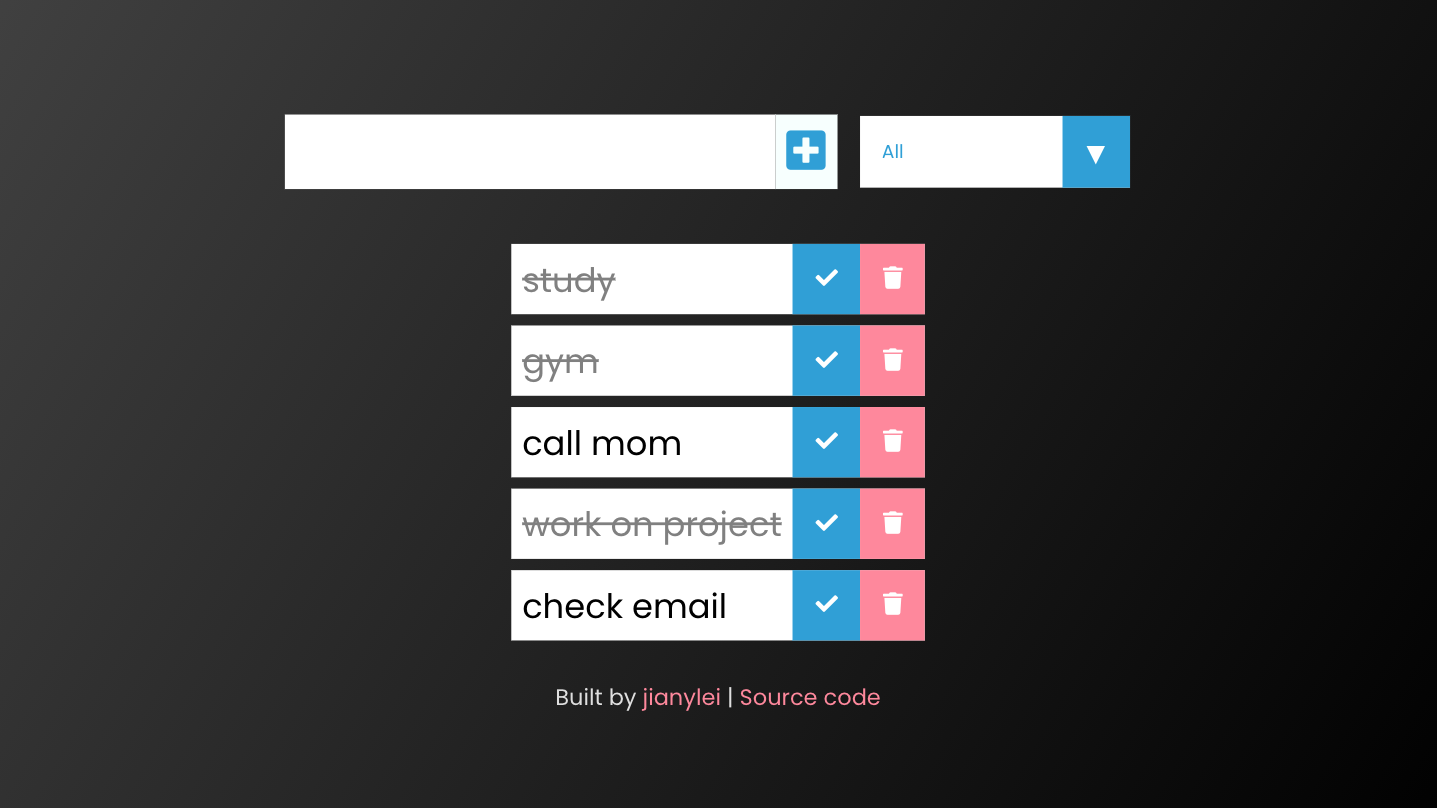 All
study
gym
call mom
work on project
check email
Built by jianylei | Source code